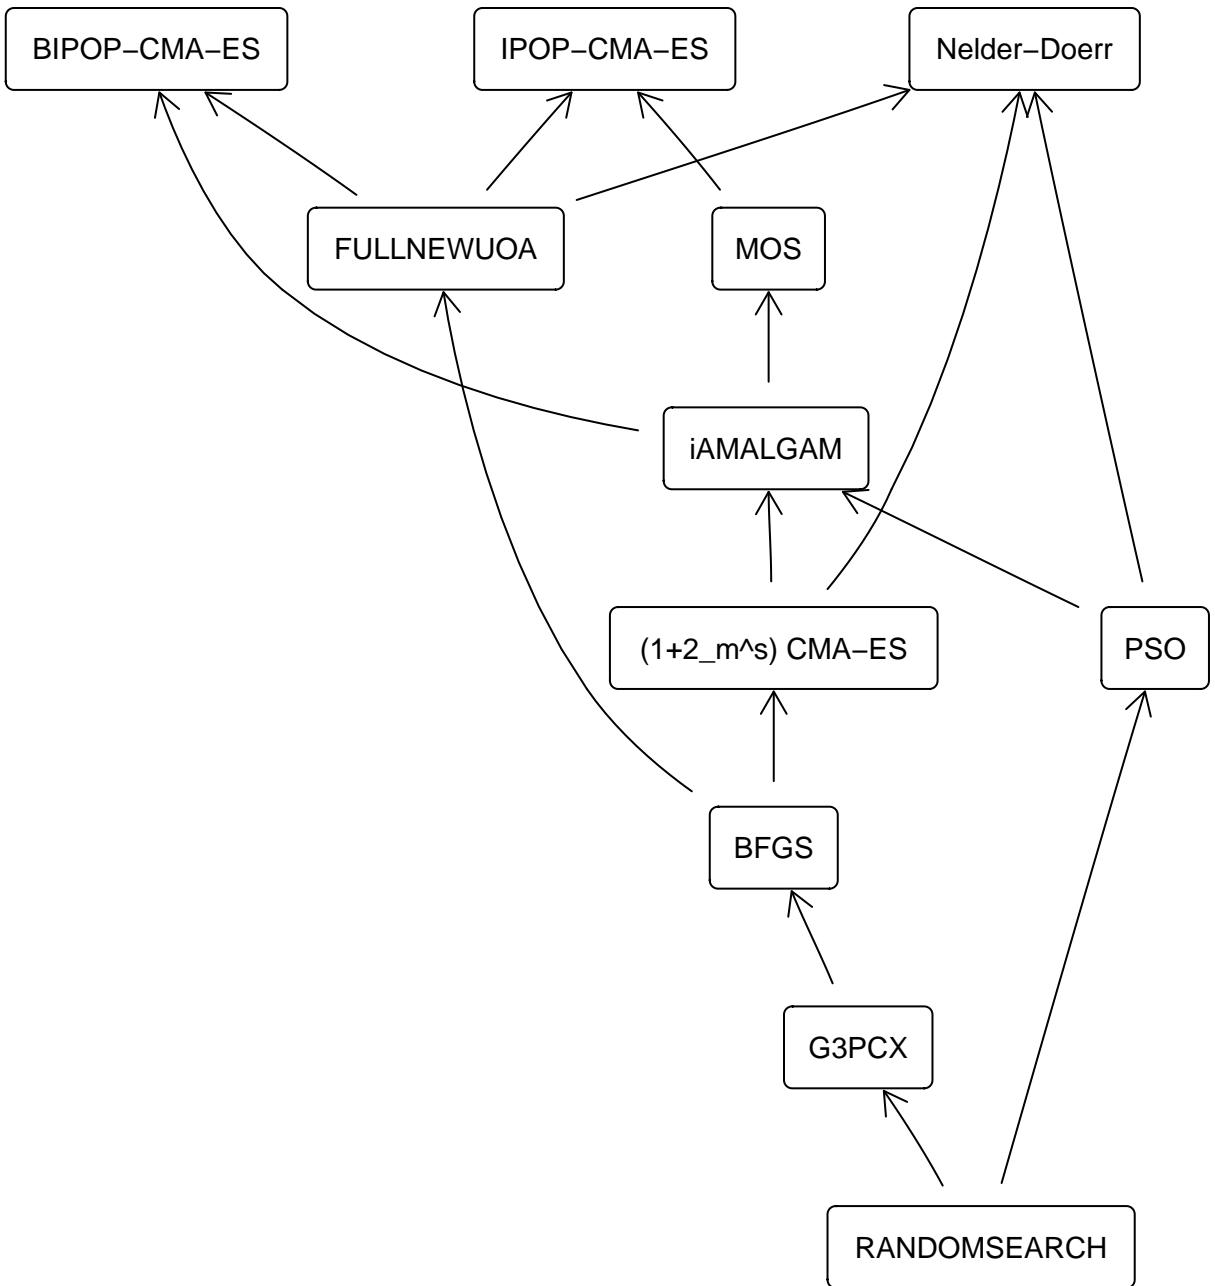 BIPOP−CMA−ES
IPOP−CMA−ES
Nelder−Doerr
FULLNEWUOA
MOS
iAMALGAM
(1+2_m^s) CMA−ES
PSO
BFGS
G3PCX
RANDOMSEARCH